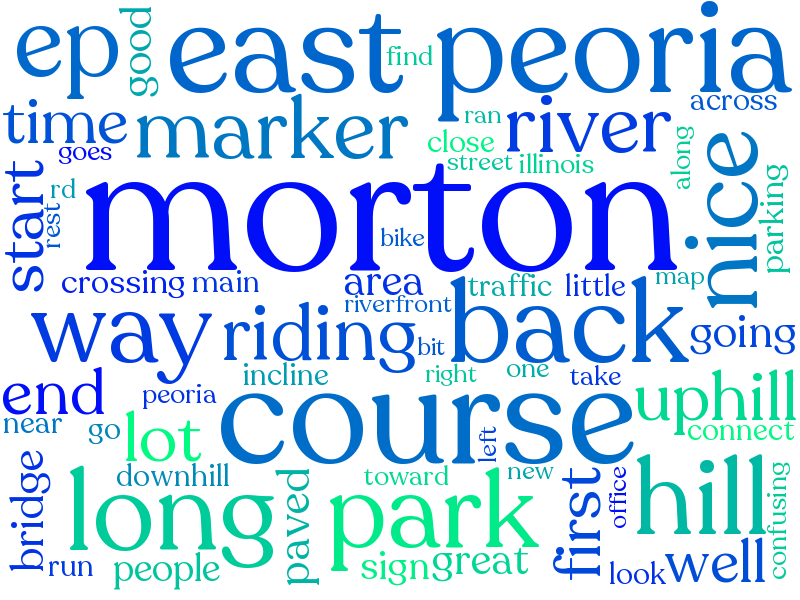 ep
good
east
find
peoria
time
goes
marker
close
ran
river
across
street
illinois
along
start
rd
rest
morton
nice
parking
bike
crossing
main
area
riverfront
traffic
little
map
way
riding
bit
back
going
end
peoria
incline
right
one
take
uphill
near
go
lot
course
left
connect
downhill
toward
new
bridge
long
paved
park
first
office
hill
confusing
run
people
sign
great
look
well